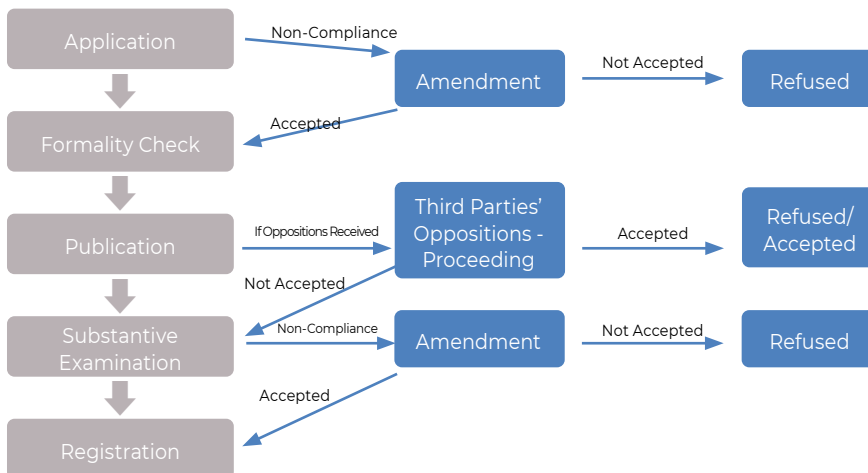 Application
Non-Compliance
Amendment
Not Accepted
Refused
Accepted
Formality Check
Publication
If Oppositions Received
Third Parties’
Oppositions -
Proceeding
Accepted
Refused/
Accepted
Not Accepted
Substantive
Examination
Non-Compliance
Amendment
Not Accepted
Refused
Accepted
Registration